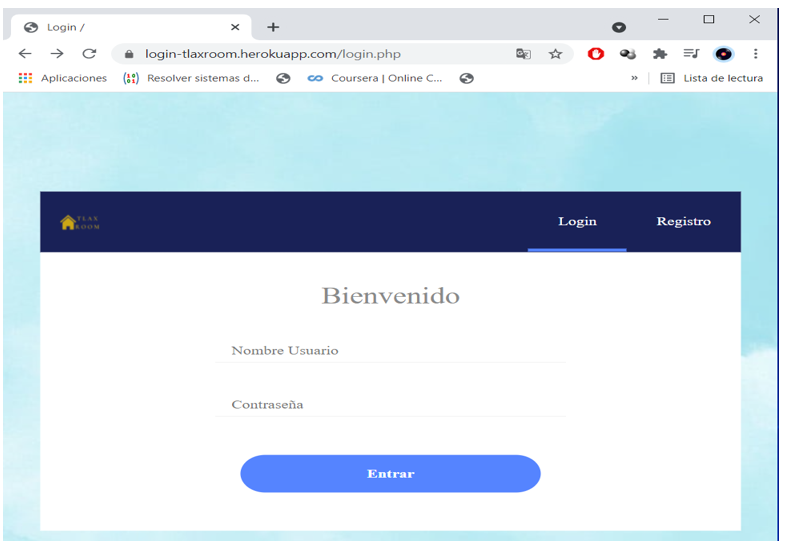 Login /
login-tlaxroom.herokuapp.com/login.php
Aplicaciones Resolver sistemas d... Coursera | Online C... » Lista de lectura
TLAX
ROOM
Login Registro
Bienvenido
Nombre Usuario
Contraseña
Entrar